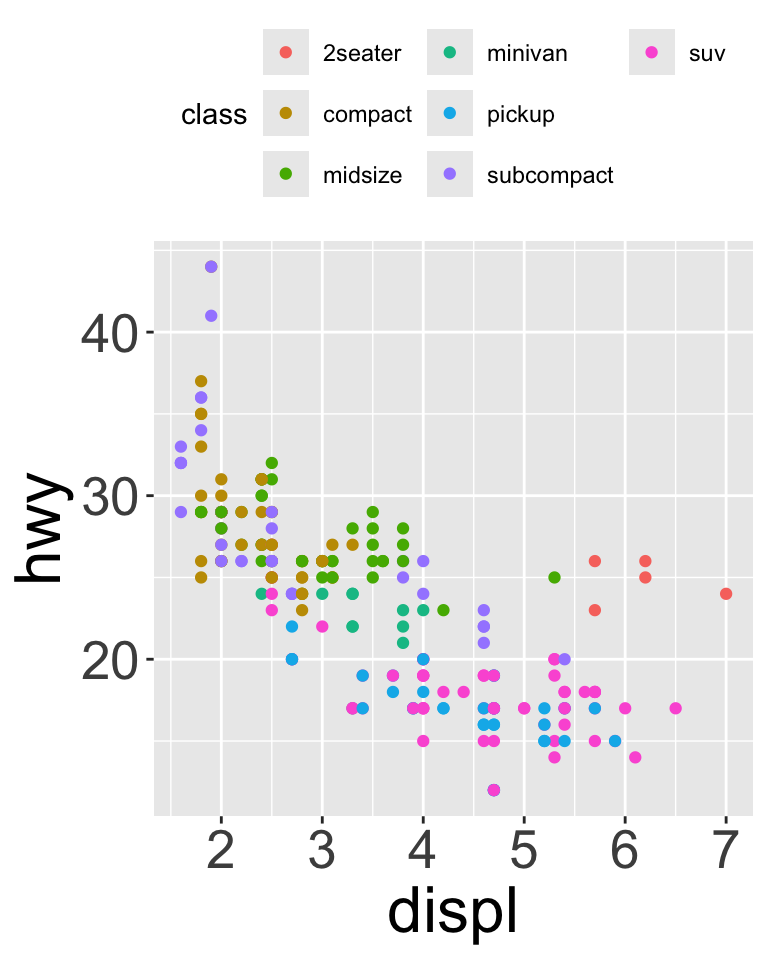 2seater minivan suv
class compact pickup
midsize subcompact
40
30
20
hwy
2 3 4 5 6 7
displ